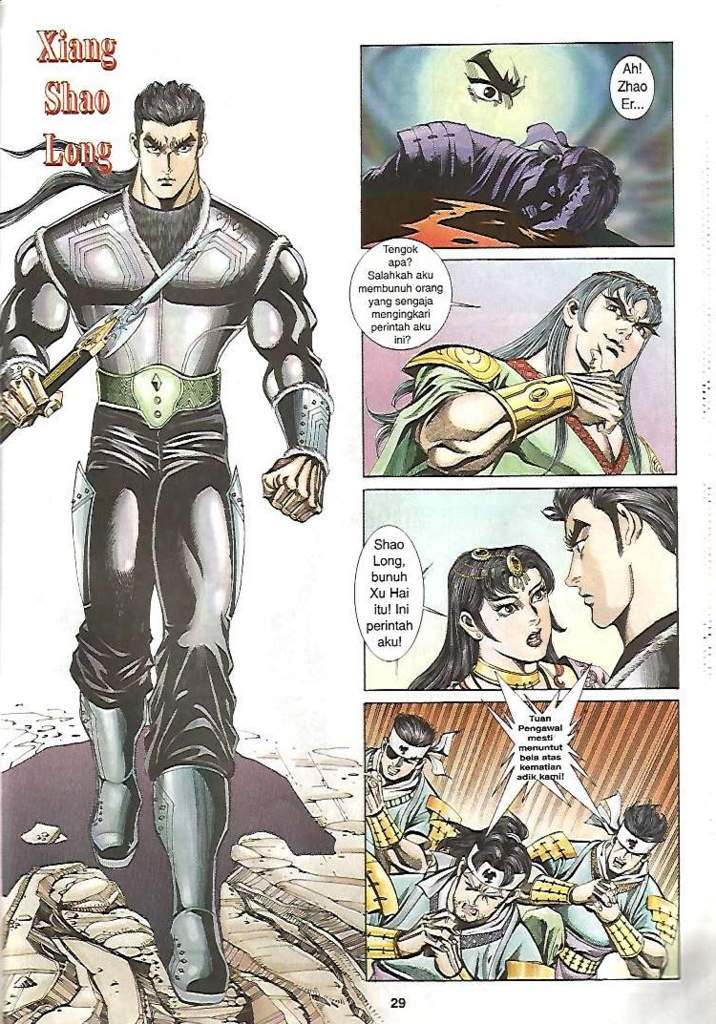 Xiang
Shao
Long
Ah!
Zhao
Er...
Tengok
apa?
Salahkah aku
membunuh orang
yang sengaja
mengingkari
perintah aku
ini?
Shao
Long,
bunuh
Xu Hai
itu! Ini
perintah
aku!
Tuan
Pengawal
mesti
menuntut
bela atas
kematian
adik kami!
29